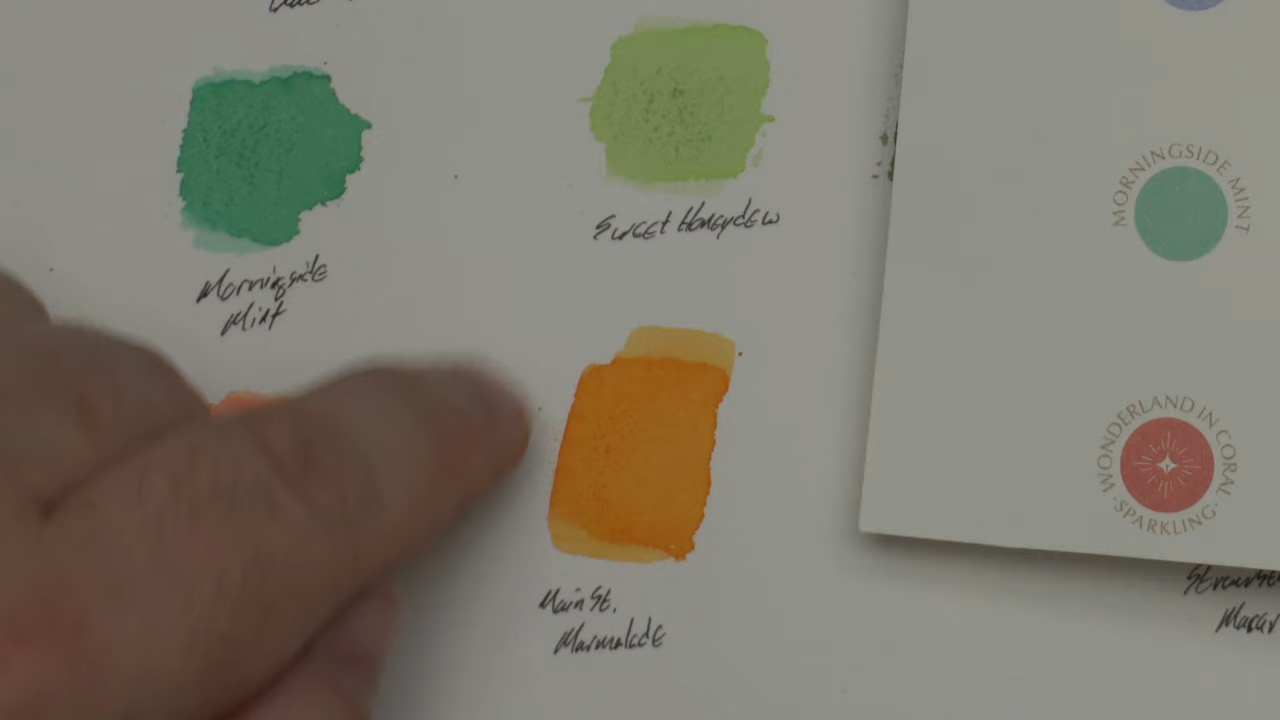 Morningside
Mint
Sweet Honeydew
Main St.
Marmalade
MORNINGSIDE MINT
WONDERLAND IN CORAL
· SPARKLING ·